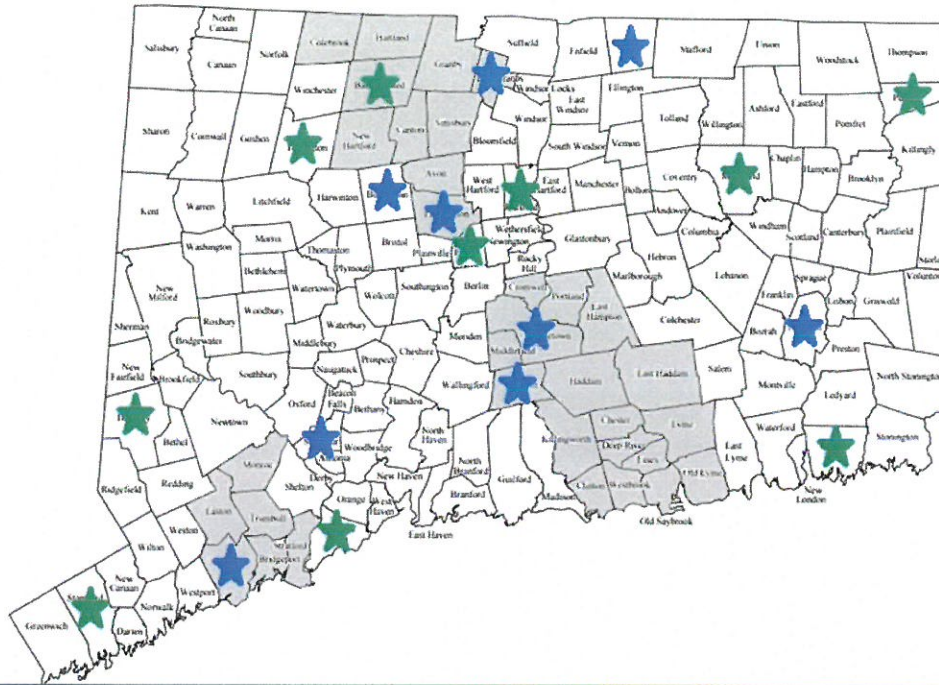 North
Canaan
Salisbury
Canaan
Norfolk
Colebrook
Hartland
Suffield
Enfield
Stafford
Union
Woodstock
Thompson
Winchester
Granby
Windsor Locks
East
Windsor
Ellington
Sharon
Cornwall
Goshen
New
Hartford
Canton
Simsbury
Bloomfield
Windsor
South Windsor
Vernon
Tolland
Willington
Ashford
Eastford
Pomfret
Killingly
Kent
Warren
Litchfield
Harwinton
Avon
West
Hartford
East
Hartford
Manchester
Bolton
Coventry
Chaplin
Hampton
Brooklyn
Washington
Morris
Bethlehem
Thomaston
Plymouth
Bristol
Plainville
Wethersfield
Newington
Rocky
Hill
Glastonbury
Andover
Hebron
Columbia
Windham
Scotland
Canterbury
Plainfield
New
Milford
Woodbury
Watertown
Wolcott
Southington
Berlin
Cromwell
Portland
East
Hampton
Marlborough
Lebanon
Franklin
Sprague
Lisbon
Griswold
Sherman
Roxbury
Bridgewater
Waterbury
Middlebury
Cheshire
Meriden
Colchester
Bozrah
Preston
New
Fairfield
Brookfield
Southbury
Naugatuck
Prospect
Wallingford
Haddam
East Haddam
Salem
Montville
Ledyard
North Stonington
Newtown
Oxford
Beacon
Falls
Bethany
Hamden
Bethel
Woodbridge
North
Haven
Killingworth
Chester
Deep River
Essex
Lyme
Waterford
Stonington
Ridgefield
Redding
Monroe
Shelton
Derby
New Haven
North
Branford
Branford
Guilford
Madison
Clinton
Westbrook
Old Lyme
East
Lyme
Easton
Trumbull
Orange
West
Haven
East Haven
Old Saybrook
New
London
Wilton
Weston
Stratford
Bridgeport
New
Canaan
Westport
Norwalk
Darien
Greenwich